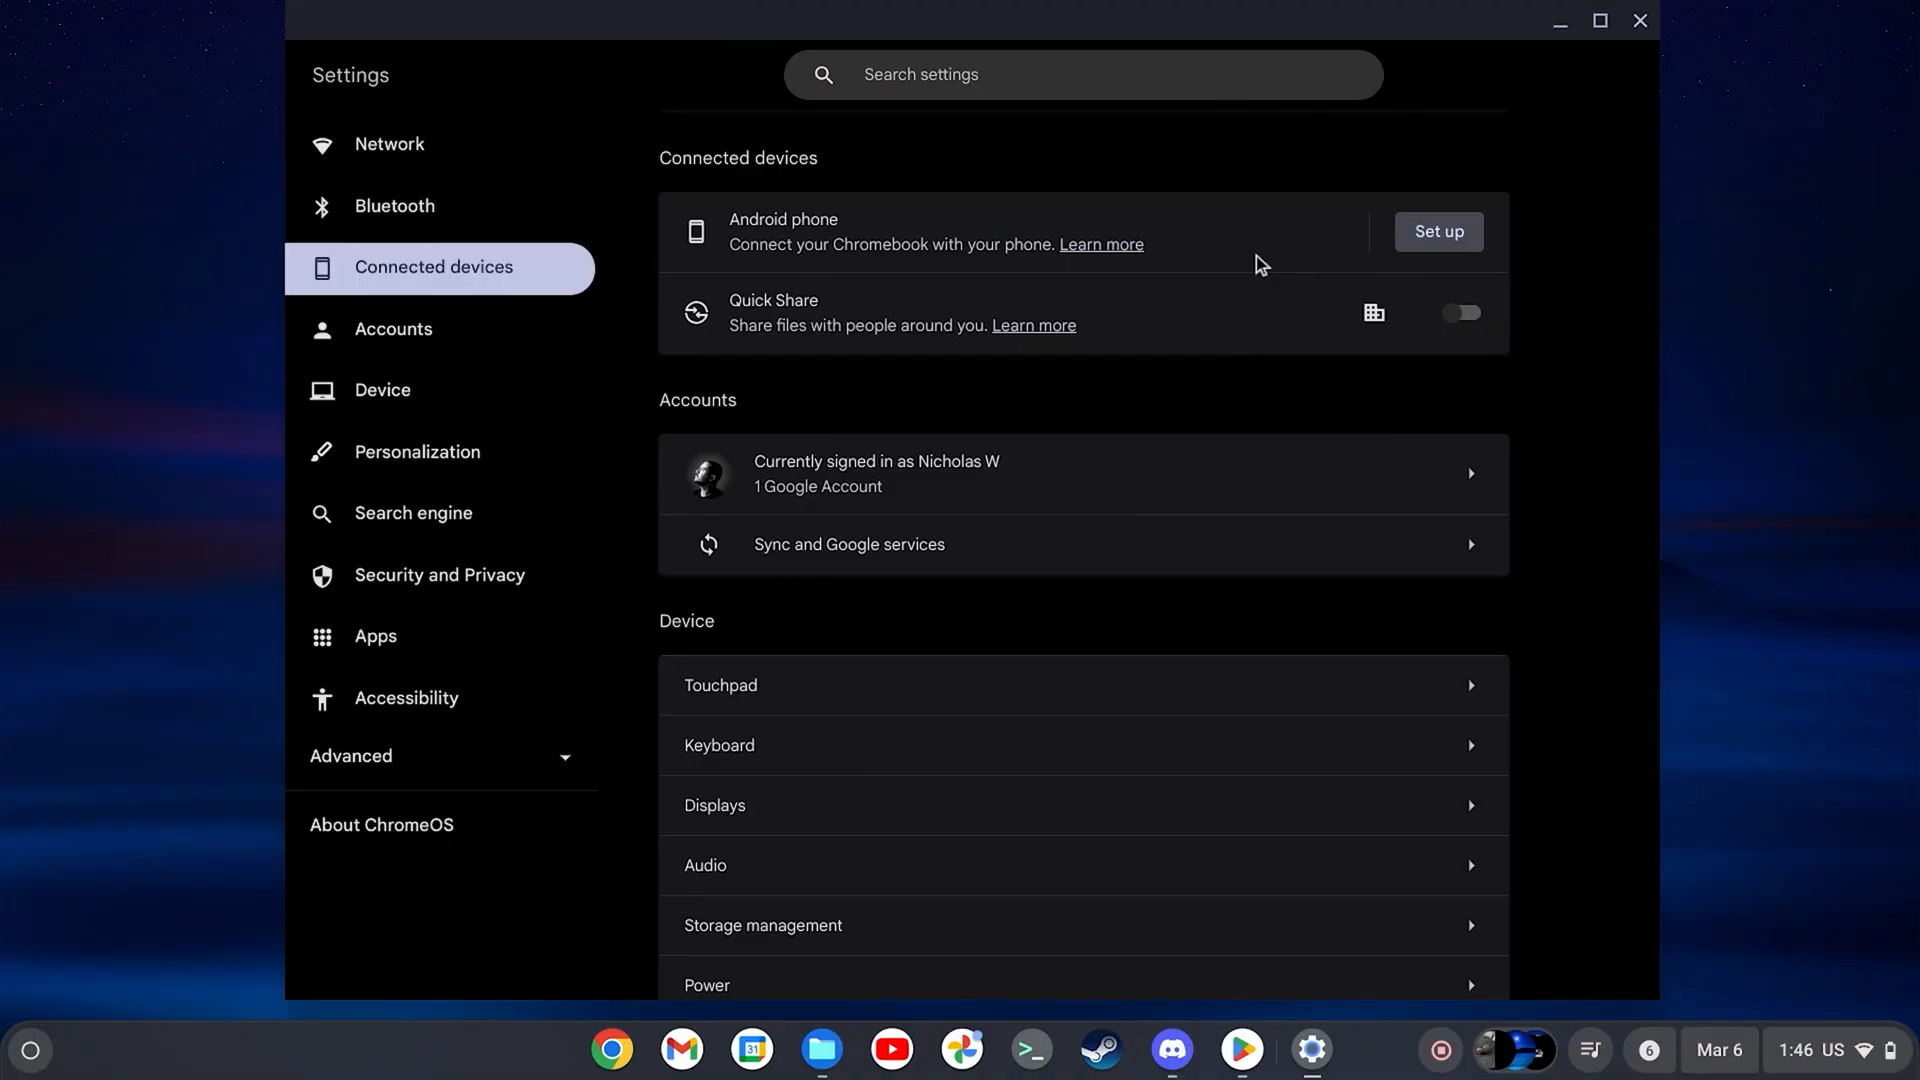 Settings
Search settings
Network
Bluetooth
Connected devices
Accounts
Device
Personalization
Search engine
Security and Privacy
Apps
Accessibility
Advanced
About ChromeOS
Connected devices
Android phone
Connect your Chromebook with your phone. Learn more
Set up
Quick Share
Share files with people around you. Learn more
Accounts
Currently signed in as Nicholas W
1 Google Account
Sync and Google services
Device
Touchpad
Keyboard
Displays
Audio
Storage management
Power
31
>_
6
Mar 6
1:46 US